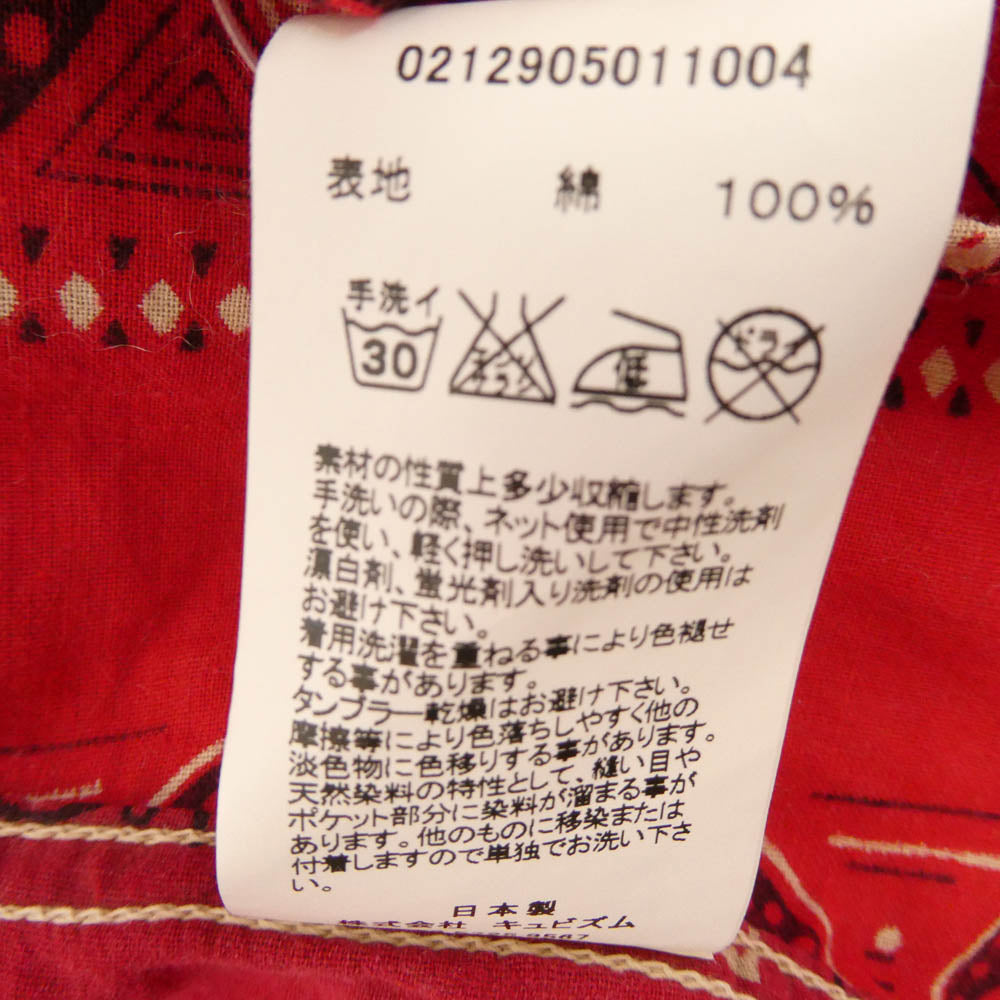 0212905011004
表地 綿 100%
手洗イ
30 エンソ サラシ 低 ドライ
素材の性質上多少収縮します。
手洗いの際、ネット使用で中性洗剤
を使い、軽く押し洗いして下さい。
漂白剤、蛍光剤入り洗剤の使用は
お避け下さい。
着用洗濯を重ねる事により色褪せ
する事があります。
タンブラー乾燥はお避け下さい。
摩擦等により色落ちしやすく他の
淡色物に色移りする事があります。
天然染料の特性として、縫い目や
ポケット部分に染料が溜まる事が
あります。他のものに移染または
付着しますので単独でお洗い下さ
い。
日本製
株式会社 キュビズム